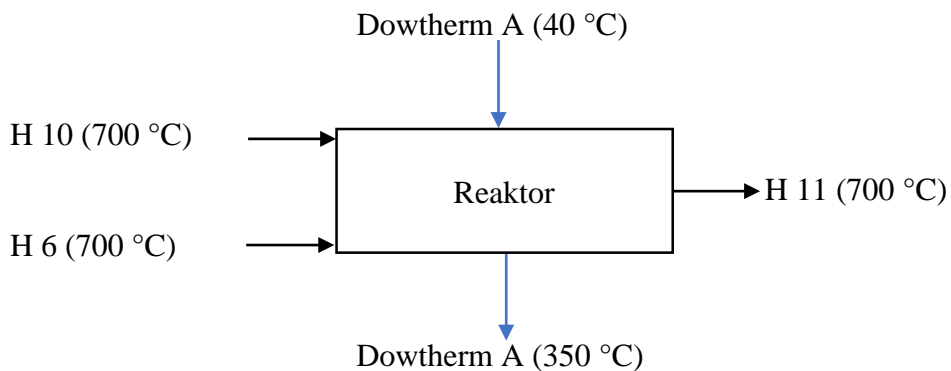 Dowtherm A (40 °C)
H 10 (700 °C)
Reaktor
H 11 (700 °C)
H 6 (700 °C)
Dowtherm A (350 °C)